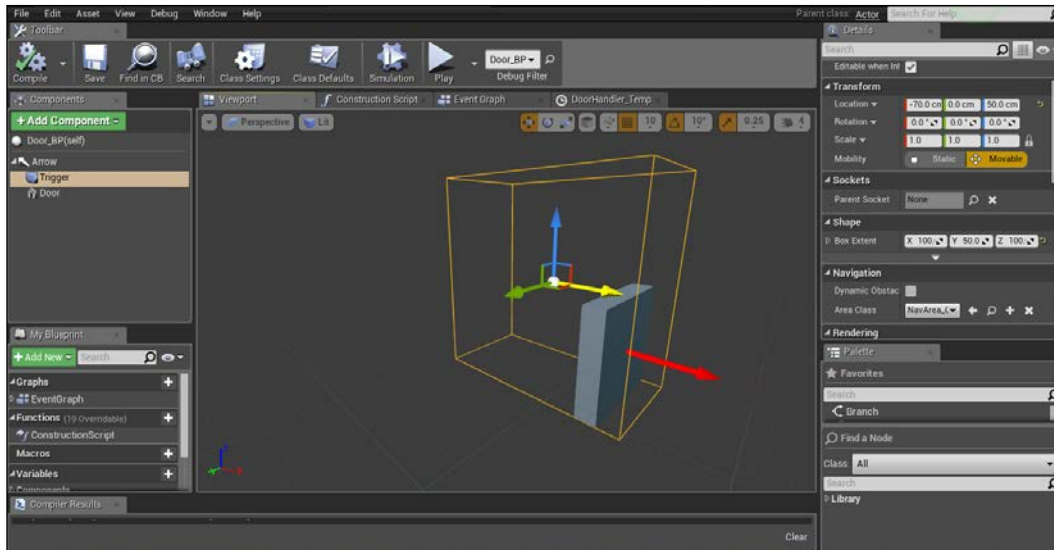 File Edit Asset View Debug Window Help
Parent class: Actor Search For Help
Toolbar
Compile Save Find in CB Search Class Settings Class Defaults Simulation Play Door_BP Debug Filter
Components
+ Add Component
Door_BP(self)
Arrow
Trigger
Door
My Blueprint
+ Add New Search
Graphs
EventGraph
Functions (19 Overridable)
ConstructionScript
Macros
Variables
Components
Viewport Construction Script Event Graph DoorHandler_Temp
Perspective Lit 10 10° 0.25 4
Compiler Results
Clear
Details
Search
Editable when Inh
Transform
Location -70.0 cm 0.0 cm 50.0 cm
Rotation 0.0° 0.0° 0.0°
Scale 1.0 1.0 1.0
Mobility Static Movable
Sockets
Parent Socket None
Shape
Box Extent X 100. Y 50.0 Z 100.
Navigation
Dynamic Obstac
Area Class NavArea_(
Rendering
Palette
Favorites
Search
Branch
Find a Node
Class: All
Search
Library